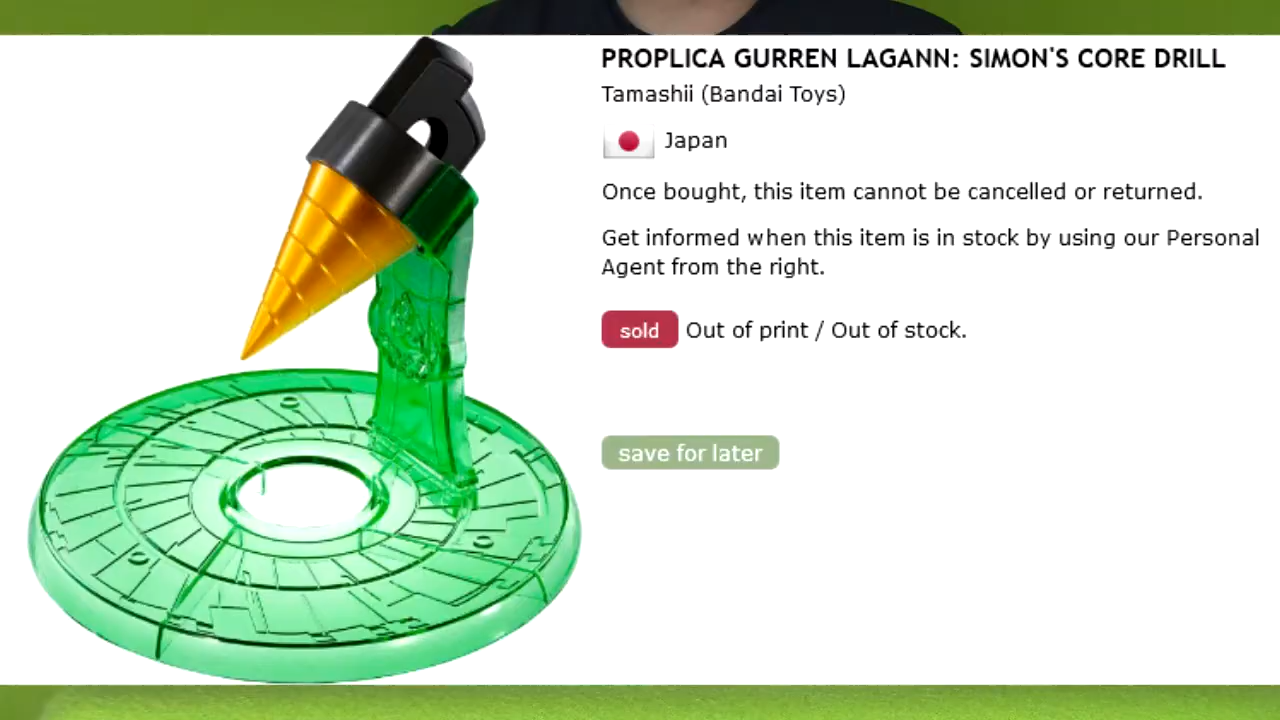 PROPLICA GURREN LAGANN: SIMON'S CORE DRILL
Tamashii (Bandai Toys)
Japan
Once bought, this item cannot be cancelled or returned.
Get informed when this item is in stock by using our Personal
Agent from the right.
sold Out of print / Out of stock.
save for later